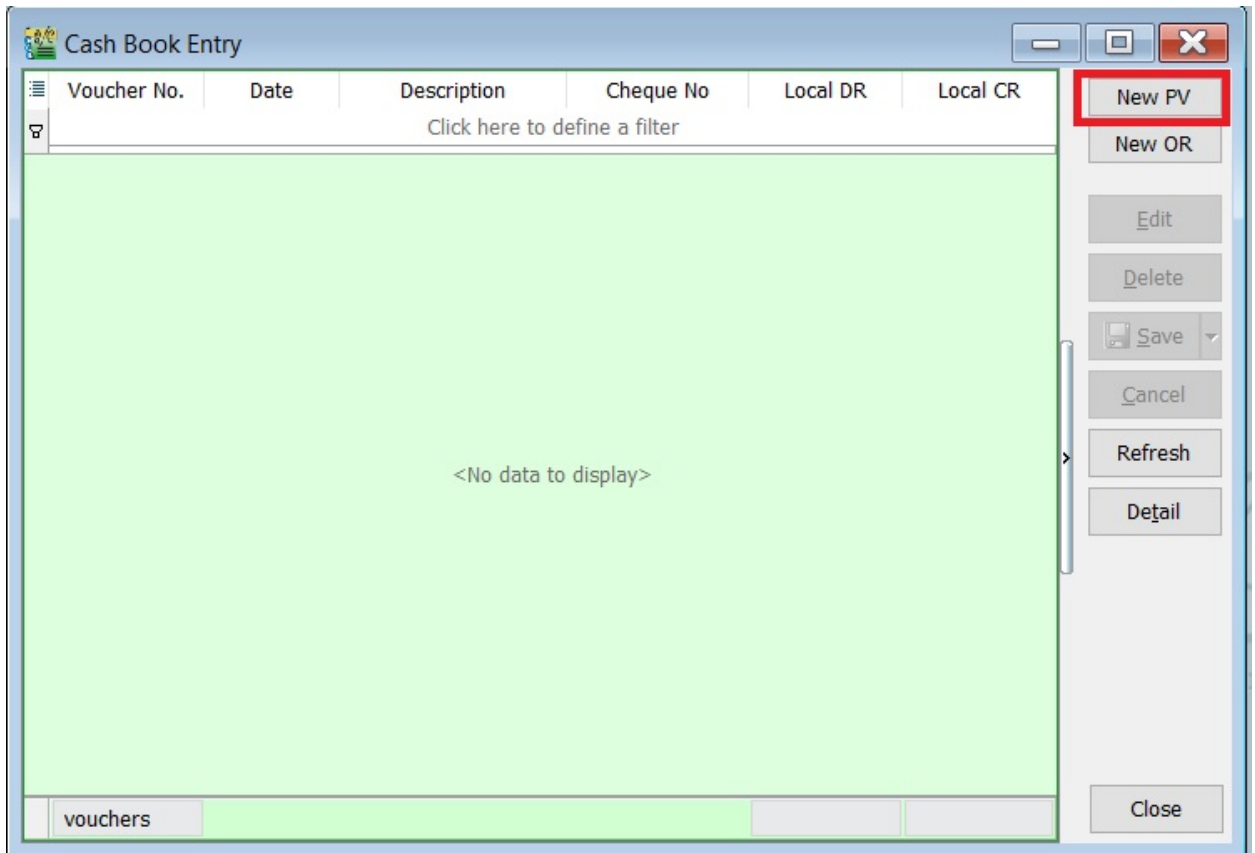 Cash Book Entry
Voucher No. Date Description Cheque No Local DR Local CR
Click here to define a filter
<No data to display>
vouchers
New PV
New OR
Edit
Delete
Save
Cancel
Refresh
Detail
Close